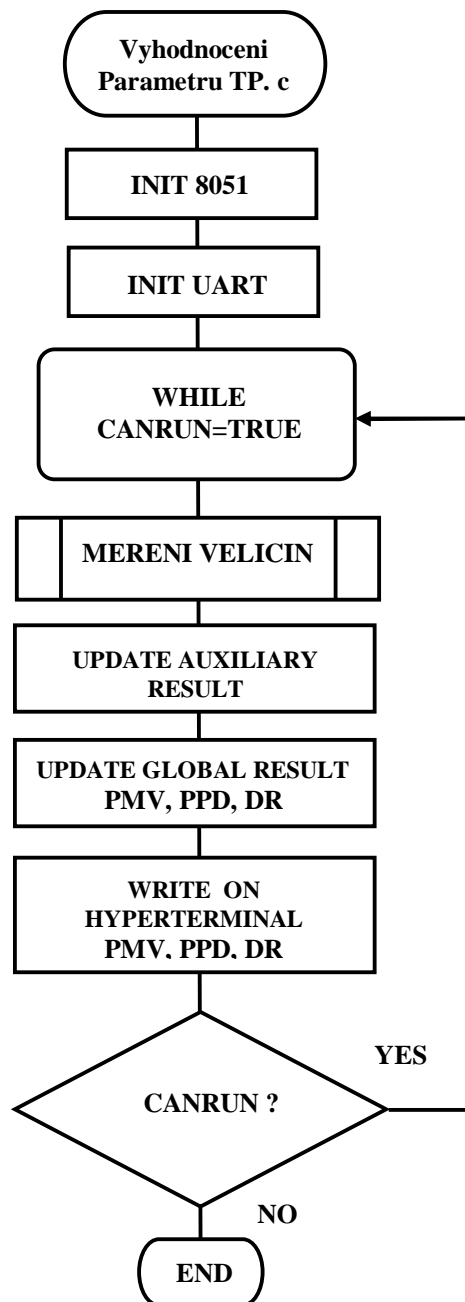 Vyhodnoceni
Parametru TP. c
INIT 8051
INIT UART
WHILE
CANRUN=TRUE
MERENI VELICIN
UPDATE AUXILIARY
RESULT
UPDATE GLOBAL RESULT
PMV, PPD, DR
WRITE ON
HYPERTERMINAL
PMV, PPD, DR
YES
CANRUN ?
NO
END